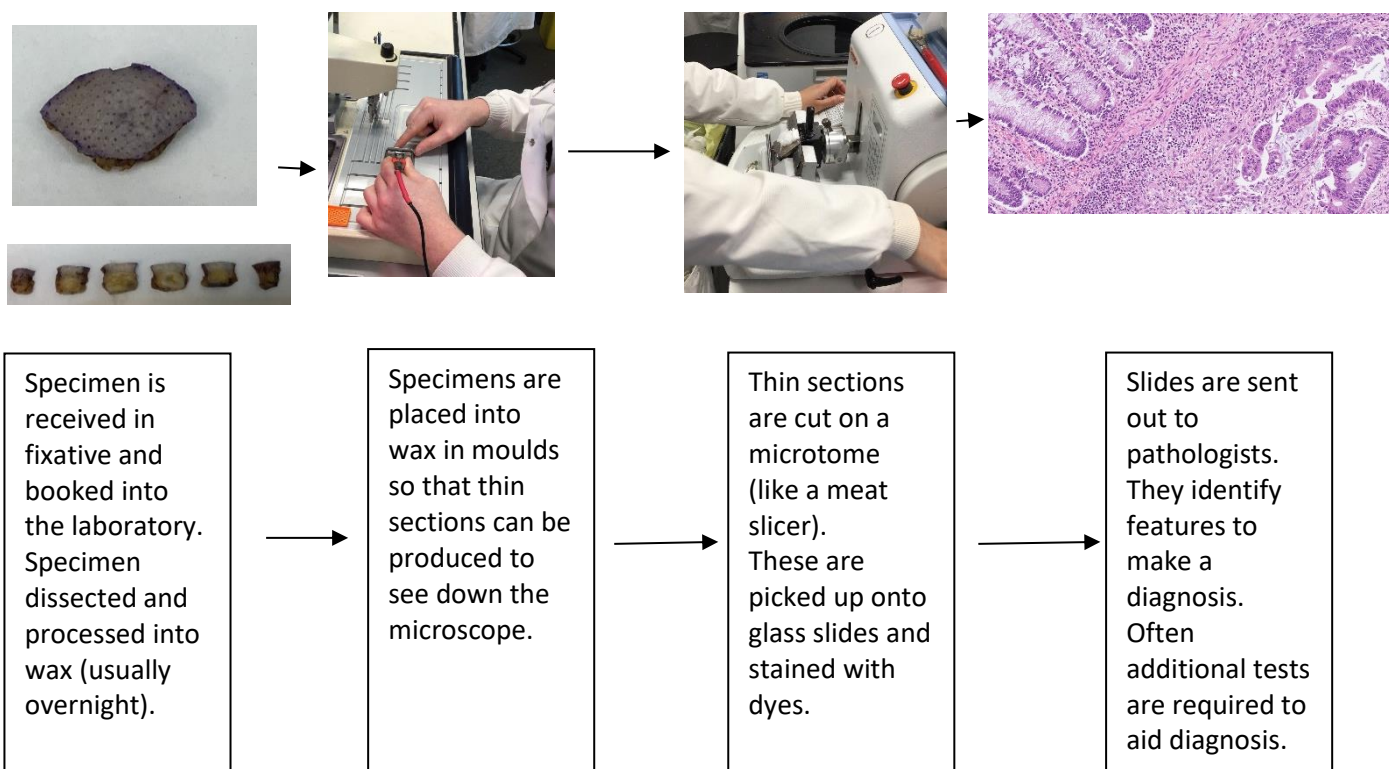 Specimen is
received in
fixative and
booked into
the laboratory.
Specimen
dissected and
processed into
wax (usually
overnight).
Specimens are
placed into
wax in moulds
so that thin
sections can be
produced to
see down the
microscope.
Thin sections
are cut on a
microtome
(like a meat
slicer).
These are
picked up onto
glass slides and
stained with
dyes.
Slides are sent
out to
pathologists.
They identify
features to
make a
diagnosis.
Often
additional tests
are required to
aid diagnosis.